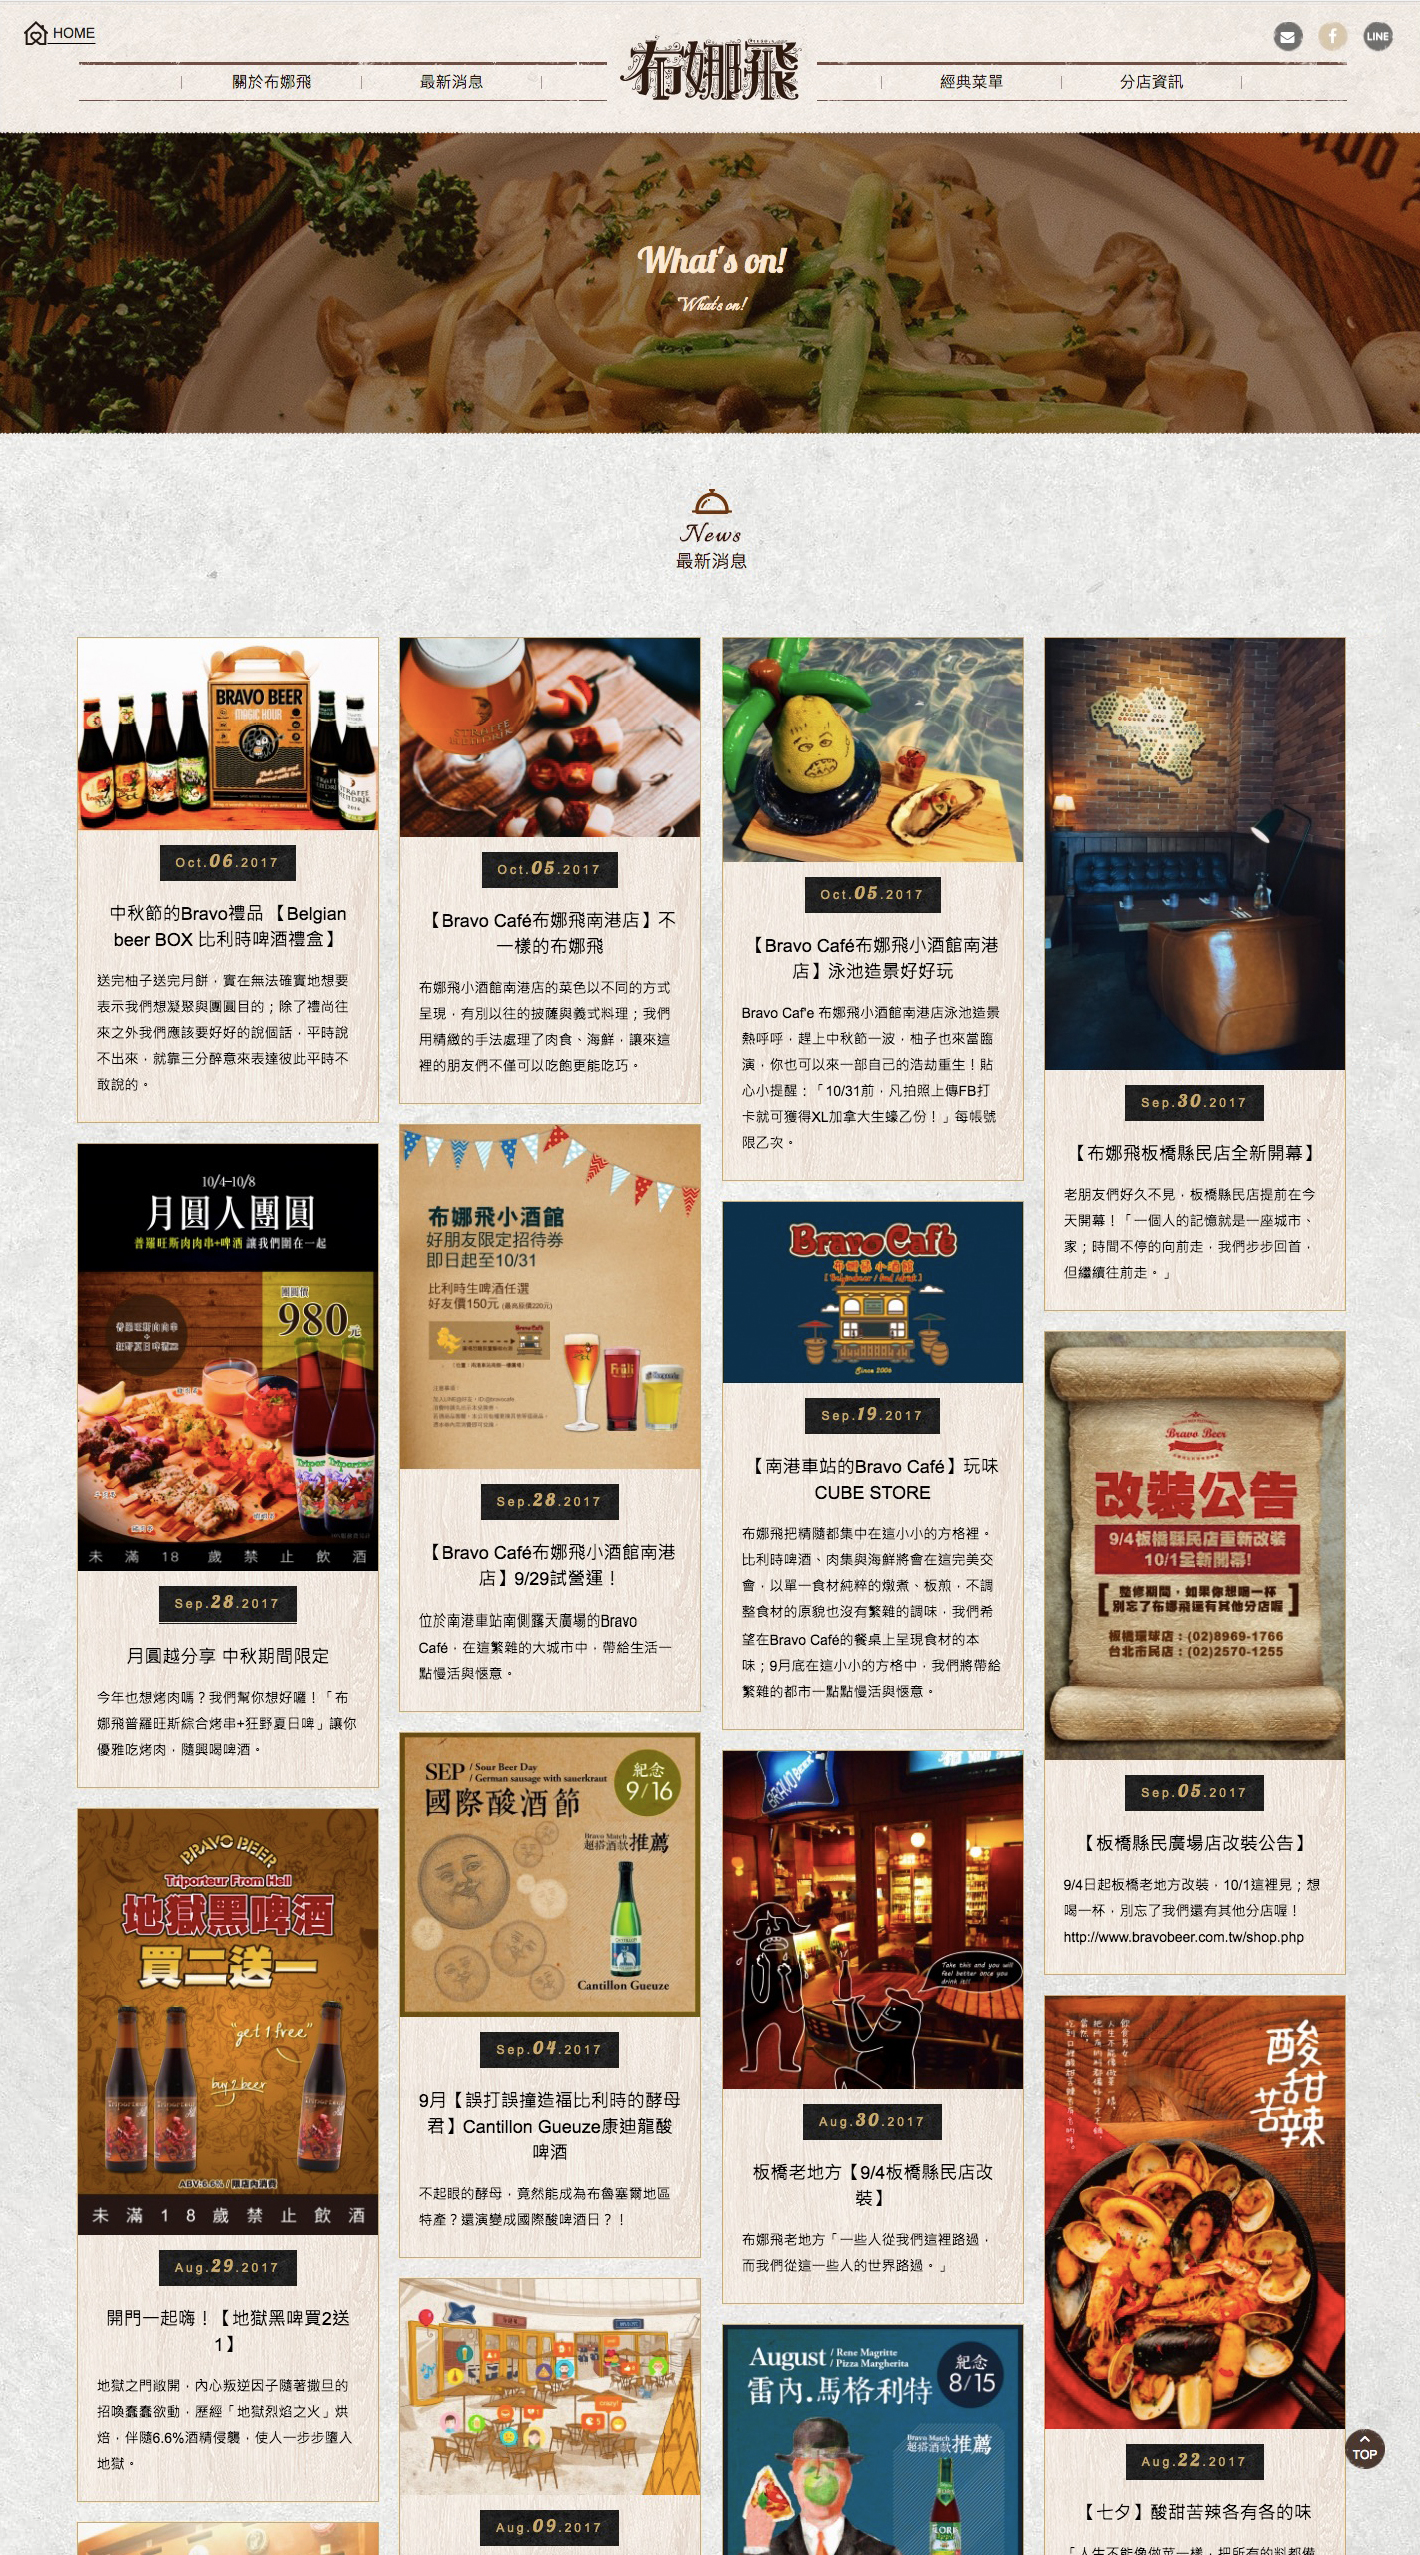 HOME
LINE
關於布娜飛
最新消息
布娜飛
經典菜單
分店資訊
What's on!
What's on!
News
最新消息
BRAVO BEER
MAGIC HOUR
Oct.06.2017
中秋節的Bravo禮品 【Belgian
beer BOX 比利時啤酒禮盒】
送完柚子送完月餅，實在無法確實地想要
表示我們想凝聚與團圓目的；除了禮尚往
來之外我們應該要好好的說個話，平時說
不出來，就靠三分醉意來表達彼此平時不
敢說的。
10/4-10/8
月圓人團圓
普羅旺斯肉肉串+啤酒 讓我們圍在一起
團圓價
980元
未滿18歲禁止飲酒
Sep.28.2017
月圓越分享 中秋期間限定
今年也想烤肉嗎？我們幫你想好囉！「布
娜飛普羅旺斯綜合烤串+狂野夏日啤」讓你
優雅吃烤肉，隨興喝啤酒。
BRAVO BEER
Triporteur From Hell
地獄黑啤酒
買二送一
"get 1 free"
buy 2 beer
ABV:6.6% / 限店內消費
未滿18歲禁止飲酒
Aug.29.2017
開門一起嗨！【地獄黑啤買2送
1】
地獄之門敞開，內心叛逆因子隨著撒旦的
招喚蠢蠢欲動，歷經「地獄烈焰之火」烘
焙，伴隨6.6%酒精侵襲，使人一步步墮入
地獄。
STRAFFE
HENDRIK
Oct.05.2017
【Bravo Café布娜飛南港店】不
一樣的布娜飛
布娜飛小酒館南港店的菜色以不同的方式
呈現，有別以往的披薩與義式料理；我們
用精緻的手法處理了肉食、海鮮，讓來這
裡的朋友們不僅可以吃飽更能吃巧。
布娜飛小酒館
好朋友限定招待券
即日起至10/31
比利時生啤酒任選
好友價150元 (最高原價220元)
Früli
Sep.28.2017
【Bravo Café布娜飛小酒館南港
店】9/29試營運！
位於南港車站南側露天廣場的Bravo
Café，在這繁雜的大城市中，帶給生活一
點慢活與愜意。
SEP / Sour Beer Day
/ German sausage with sauerkraut
國際酸酒節
紀念
9/16
Bravo Match
超搭酒款推薦
Cantillon Gueuze
Sep.04.2017
9月【誤打誤撞造福比利時的酵母
君】Cantillon Gueuze康迪龍酸
啤酒
不起眼的酵母，竟然能成為布魯塞爾地區
特產？還演變成國際酸啤酒日？！
Aug.09.2017
Oct.05.2017
【Bravo Café布娜飛小酒館南港
店】泳池造景好好玩
Bravo Caf'e 布娜飛小酒館南港店泳池造景
熱呼呼，趕上中秋節一波，柚子也來當臨
演，你也可以來一部自己的浩劫重生！貼
心小提醒：「10/31前，凡拍照上傳FB打
卡就可獲得XL加拿大生蠔乙份！」每帳號
限乙次。
Bravo Café
布娜飛 小酒館
Since 2006
Sep.19.2017
【南港車站的Bravo Café】玩味
CUBE STORE
布娜飛把精隨都集中在這小小的方格裡。
比利時啤酒、肉集與海鮮將會在這完美交
會，以單一食材純粹的燉煮、板煎，不調
整食材的原貌也沒有繁雜的調味，我們希
望在Bravo Café的餐桌上呈現食材的本
味；9月底在這小小的方格中，我們將帶給
繁雜的都市一點點慢活與愜意。
BRAVO BEER
Take this and you will
feel better once you
drink it!!
Aug.30.2017
板橋老地方【9/4板橋縣民店改
裝】
布娜飛老地方「一些人從我們這裡路過，
而我們從這一些人的世界路過。」
August / Rene Magritte
/ Pizza Margherita
雷內.馬格利特
紀念
8/15
Bravo Match
超搭酒款推薦
Sep.30.2017
【布娜飛板橋縣民店全新開幕】
老朋友們好久不見，板橋縣民店提前在今
天開幕！「一個人的記憶就是一座城市、
家；時間不停的向前走，我們步步回首，
但繼續往前走。」
Bravo Beer
改裝公告
9/4板橋縣民店重新改裝
10/1全新開幕!
整修期間，如果你想喝一杯
別忘了布娜飛還有其他分店喔
板橋環球店：(02)8969-1766
台北市民店：(02)2570-1255
Sep.05.2017
【板橋縣民廣場店改裝公告】
9/4日起板橋老地方改裝，10/1這裡見；想
喝一杯，別忘了我們還有其他分店喔！
http://www.bravobeer.com.tw/shop.php
酸甜苦辣
Aug.22.2017
【七夕】酸甜苦辣各有各的味
「人生不能像做菜一樣，把所有的料都備
TOP